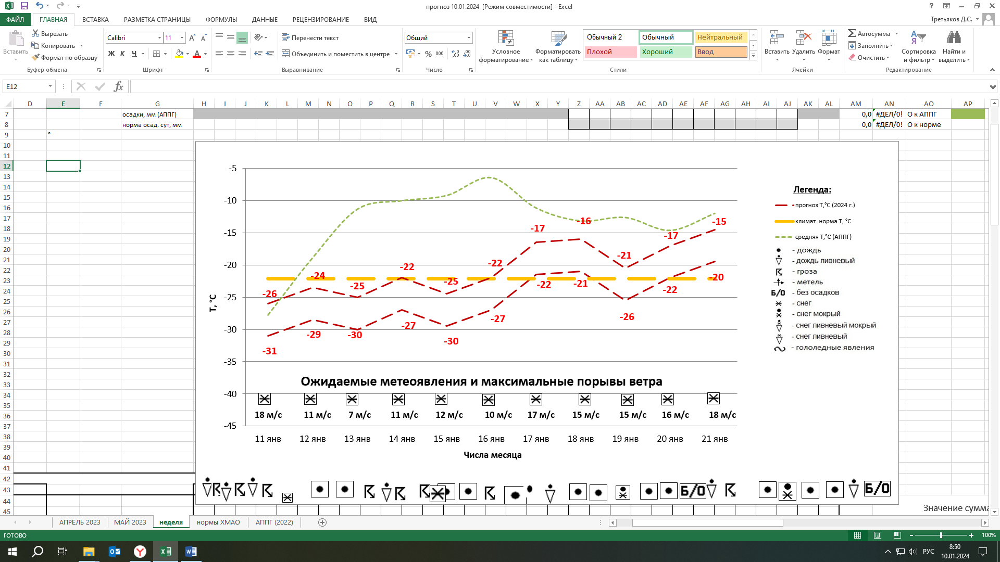 прогноз 10.01.2024 [Режим совместимости] - Excel
ФАЙЛ ГЛАВНАЯ ВСТАВКА РАЗМЕТКА СТРАНИЦЫ ФОРМУЛЫ ДАННЫЕ РЕЦЕНЗИРОВАНИЕ ВИД Третьяков Д.С.
Вставить
Вырезать
Копировать
Формат по образцу
Буфер обмена
Calibri 11
Ж К Ч
Шрифт
Перенести текст
Объединить и поместить в центре
Выравнивание
Общий
% 000
Число
Условное форматирование
Форматировать как таблицу
Обычный 2 Обычный Нейтральный
Плохой Хороший Ввод
Стили
Вставить Удалить Формат
Ячейки
Автосумма
Заполнить
Очистить
Сортировка и фильтр
Найти и выделить
Редактирование
E12
D E F G H I J K L M N O P Q R S T U V W X Y Z AA AB AC AD AE AF AG AH AI AJ AK AL AM AN AO AP
7 осадки, мм (АППГ) 0,0 #ДЕЛ/0! О к АППГ
8 норма осад. сут, мм 0,0 #ДЕЛ/0! О к норме
9 °
10
11
12
13
14
15
16
17
18
19
20
21
22
23
24
25
26
27
28
29
30
31
32
33
34
35
36
37
38
39
40
41
42
43
44
45
-5
-10
-15
-20
-25
-30
-35
-40
-45
Т, °С
-26 -24 -25 -22 -25 -22 -17 -16 -21 -17 -15
-31 -29 -30 -27 -30 -27 -22 -21 -26 -22 -20
Ожидаемые метеоявления и максимальные порывы ветра
18 м/с 11 м/с 7 м/с 11 м/с 12 м/с 10 м/с 17 м/с 15 м/с 15 м/с 16 м/с 18 м/с
11 янв 12 янв 13 янв 14 янв 15 янв 16 янв 17 янв 18 янв 19 янв 20 янв 21 янв
Числа месяца
Легенда:
прогноз Т,°С (2024 г.)
климат. норма Т, °С
средняя Т,°С (АППГ)
- дождь
- дождь пивневый
- гроза
- метель
Б/О - без осадков
- снег
- снег мокрый
- снег пивневый мокрый
- снег пивневый
- гололедные явления
Б/О Б/О
Значение сумма
АПРЕЛЬ 2023 МАЙ 2023 неделя нормы ХМАО АППГ (2022)
ГОТОВО 100%
РУС
8:50
10.01.2024